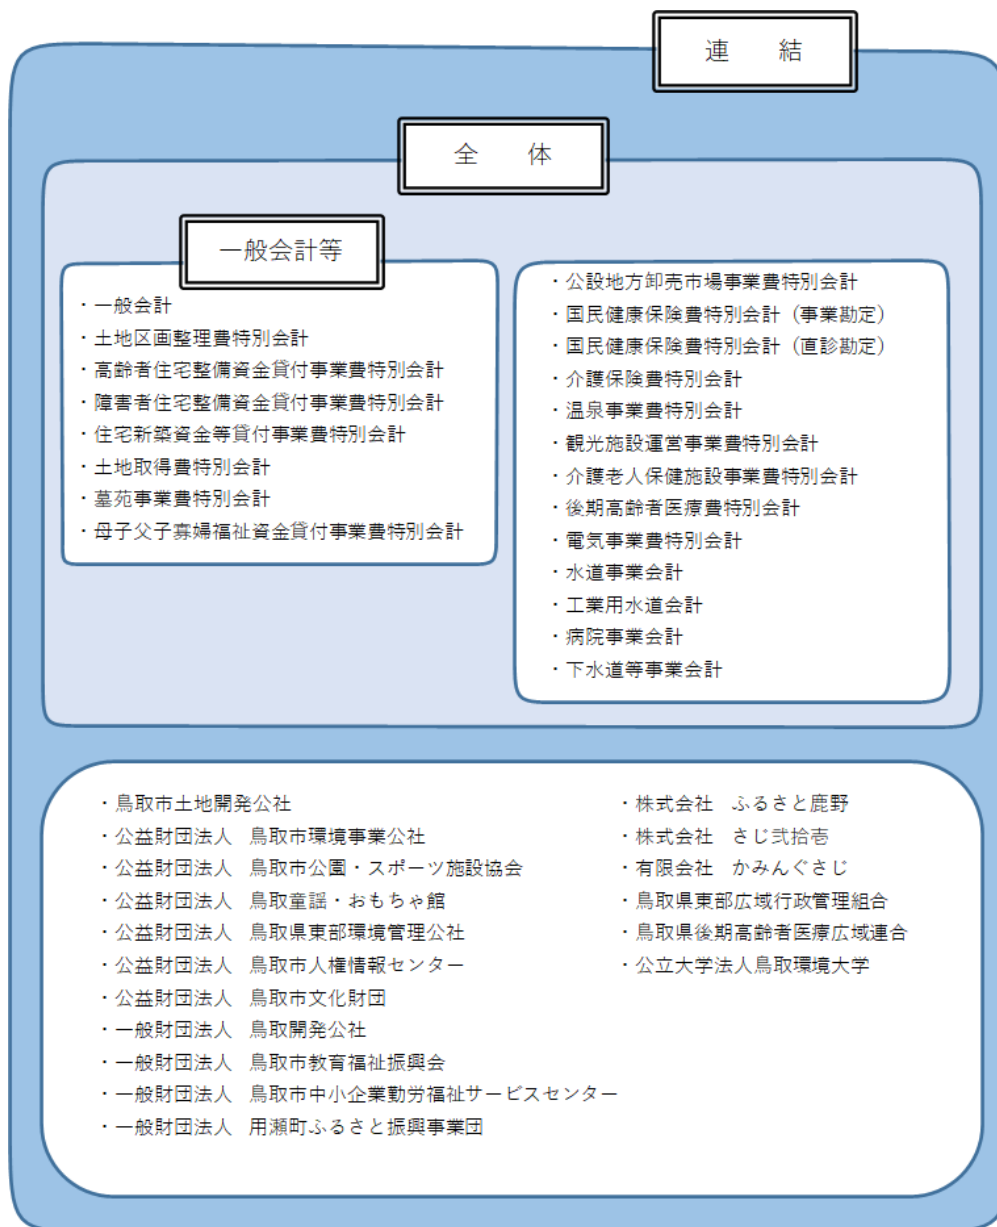 連　　結
全　　体
一般会計等
・一般会計
・土地区画整理費特別会計
・高齢者住宅整備資金貸付事業費特別会計
・障害者住宅整備資金貸付事業費特別会計
・住宅新築資金等貸付事業費特別会計
・土地取得費特別会計
・墓苑事業費特別会計
・母子父子寡婦福祉資金貸付事業費特別会計
・公設地方卸売市場事業費特別会計
・国民健康保険費特別会計（事業勘定）
・国民健康保険費特別会計（直診勘定）
・介護保険費特別会計
・温泉事業費特別会計
・観光施設運営事業費特別会計
・介護老人保健施設事業費特別会計
・後期高齢者医療費特別会計
・電気事業費特別会計
・水道事業会計
・工業用水道会計
・病院事業会計
・下水道等事業会計
・鳥取市土地開発公社
・公益財団法人　鳥取市環境事業公社
・公益財団法人　鳥取市公園・スポーツ施設協会
・公益財団法人　鳥取童謡・おもちゃ館
・公益財団法人　鳥取県東部環境管理公社
・公益財団法人　鳥取市人権情報センター
・公益財団法人　鳥取市文化財団
・一般財団法人　鳥取開発公社
・一般財団法人　鳥取市教育福祉振興会
・一般財団法人　鳥取市中小企業勤労福祉サービスセンター
・一般財団法人　用瀬町ふるさと振興事業団
・株式会社　ふるさと鹿野
・株式会社　さじ弐拾壱
・有限会社　かみんぐさじ
・鳥取県東部広域行政管理組合
・鳥取県後期高齢者医療広域連合
・公立大学法人鳥取環境大学